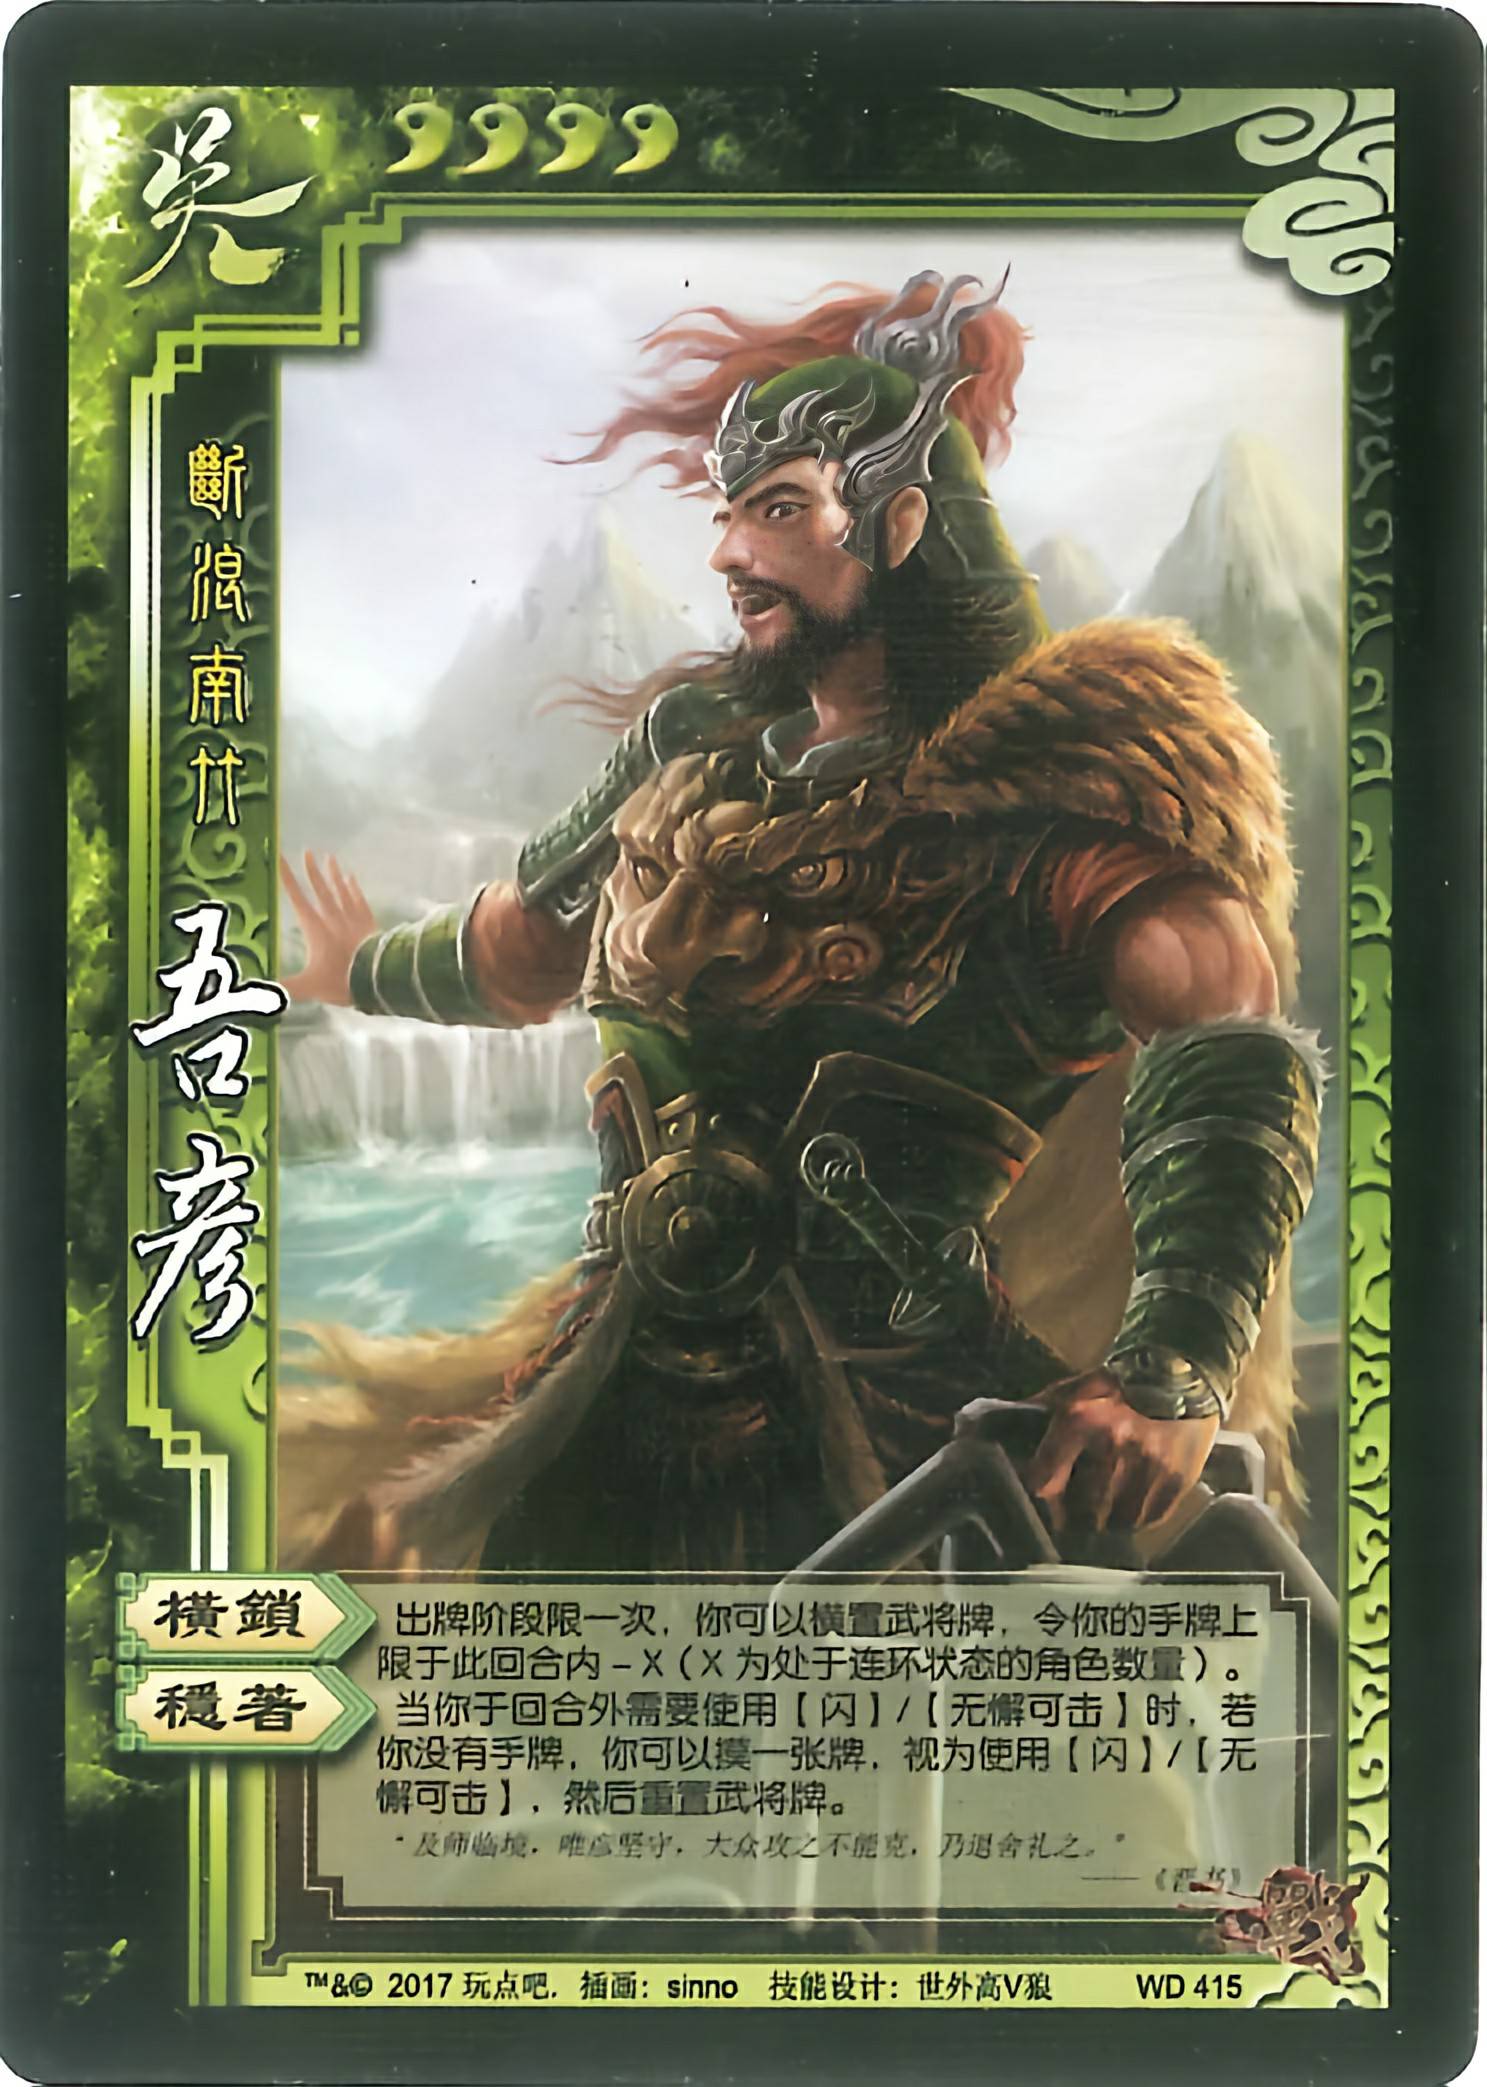 吳
斷浪南竹
吾彥
橫鎖
出牌阶段限一次，你可以横置武将牌，令你的手牌上
限于此回合内－X（X为处于连环状态的角色数量）。
穩著
当你于回合外需要使用【闪】/【无懈可击】时，若
你没有手牌，你可以摸一张牌，视为使用【闪】/【无
懈可击】，然后重置武将牌。
“及师临境，唯彦坚守，大众攻之不能克，乃退舍礼之。”
——《晋书》
戰
™&© 2017 玩点吧. 插画：sinno 技能设计：世外高V狼 WD 415